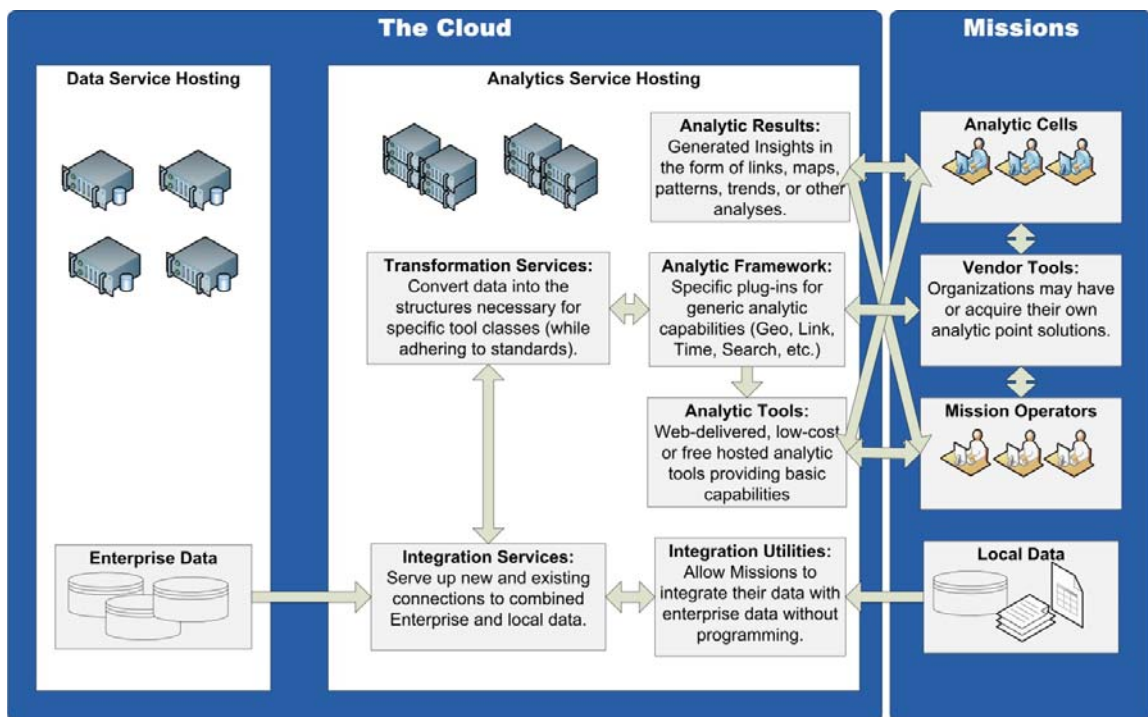 The Cloud
Missions
Data Service Hosting
Analytics Service Hosting
Analytic Results:
Generated Insights in
the form of links, maps,
patterns, trends, or other
analyses.
Analytic Cells
Transformation Services:
Convert data into the
structures necessary for
specific tool classes (while
adhering to standards).
Analytic Framework:
Specific plug-ins for
generic analytic
capabilities (Geo, Link,
Time, Search, etc.)
Vendor Tools:
Organizations may have
or acquire their own
analytic point solutions.
Analytic Tools:
Web-delivered, low-cost
or free hosted analytic
tools providing basic
capabilities
Mission Operators
Enterprise Data
Integration Services:
Serve up new and existing
connections to combined
Enterprise and local data.
Integration Utilities:
Allow Missions to
integrate their data with
enterprise data without
programming.
Local Data